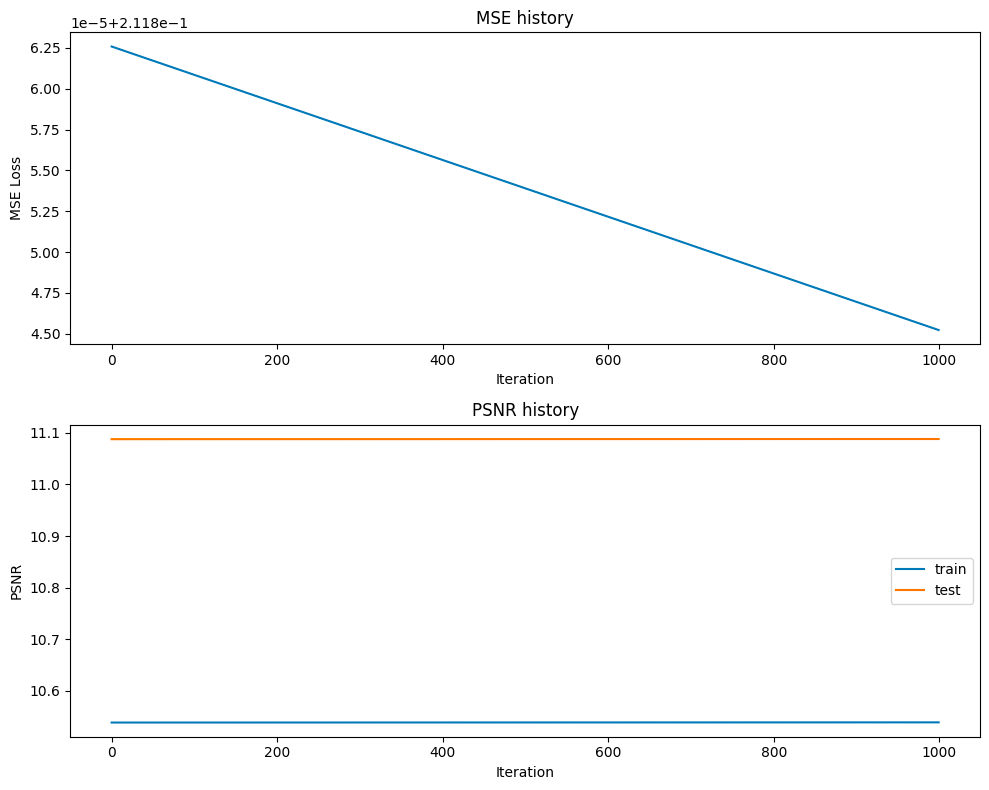 MSE history
1e−5+2.118e−1
6.25
6.00
5.75
5.50
5.25
5.00
4.75
4.50
MSE Loss
0 200 400 600 800 1000
Iteration
PSNR history
11.1
11.0
10.9
10.8
10.7
10.6
PSNR
train
test
0 200 400 600 800 1000
Iteration